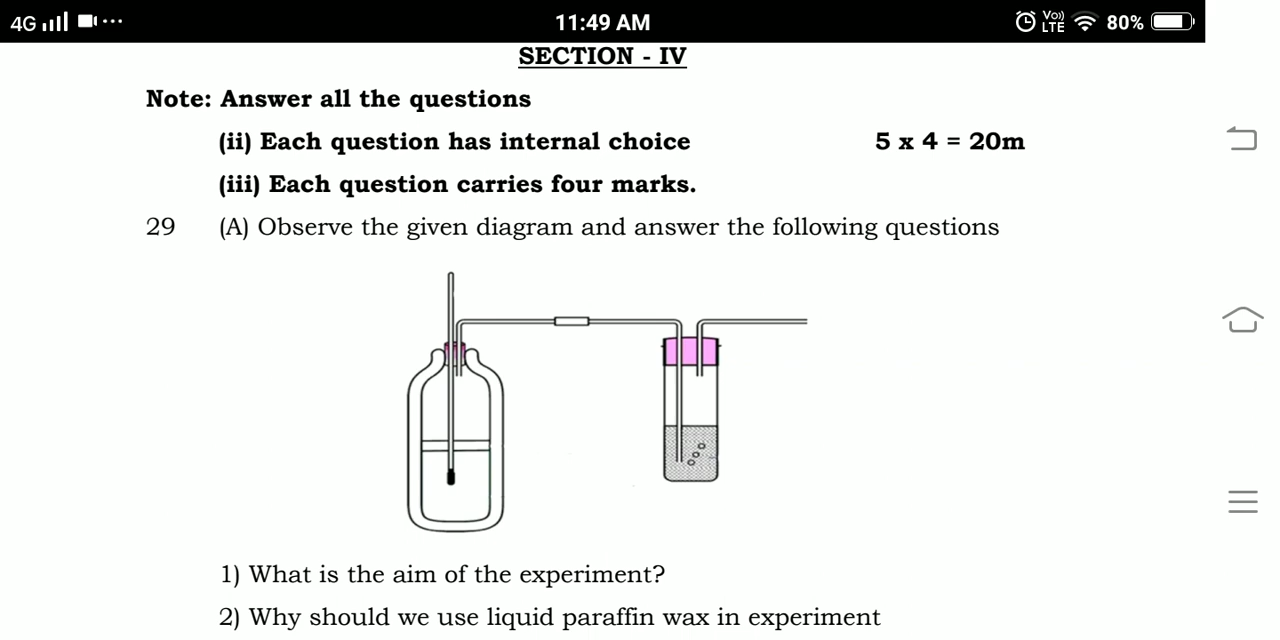 4G 11:49 AM Vo)) LTE 80%
SECTION - IV
Note: Answer all the questions
(ii) Each question has internal choice 5 x 4 = 20m
(iii) Each question carries four marks.
29 (A) Observe the given diagram and answer the following questions
1) What is the aim of the experiment?
2) Why should we use liquid paraffin wax in experiment